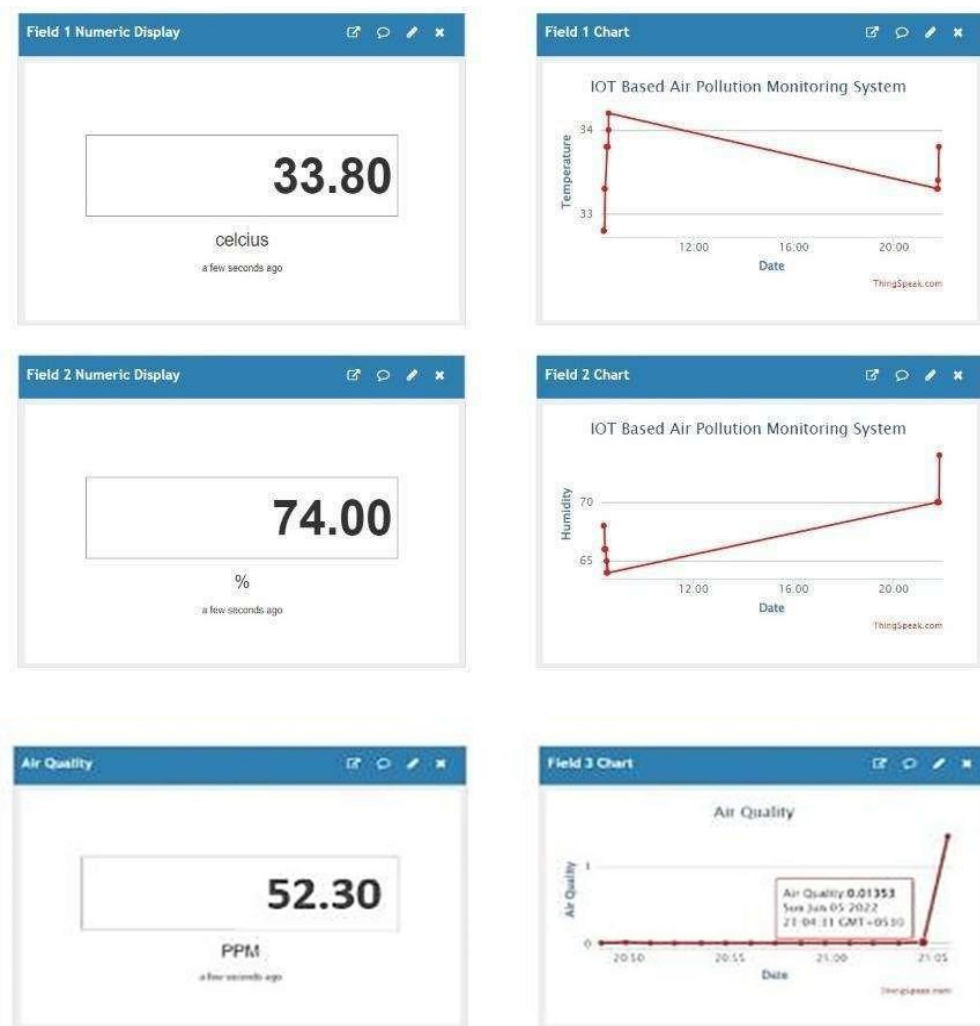 Field 1 Numeric Display
33.80
celcius
a few seconds ago
Field 1 Chart
IOT Based Air Pollution Monitoring System
Temperature
34
33
12:00 16:00 20:00
Date
ThingSpeak.com
Field 2 Numeric Display
74.00
%
a few seconds ago
Field 2 Chart
IOT Based Air Pollution Monitoring System
Humidity
70
65
12:00 16:00 20:00
Date
ThingSpeak.com
Air Quality
52.30
PPM
a few seconds ago
Field 3 Chart
Air Quality
Air Quality
1
0
Air Quality: 0.01353
Sun Jun 05 2022
21:04:31 GMT+0530
20:50 20:55 21:00 21:05
Date
ThingSpeak.com